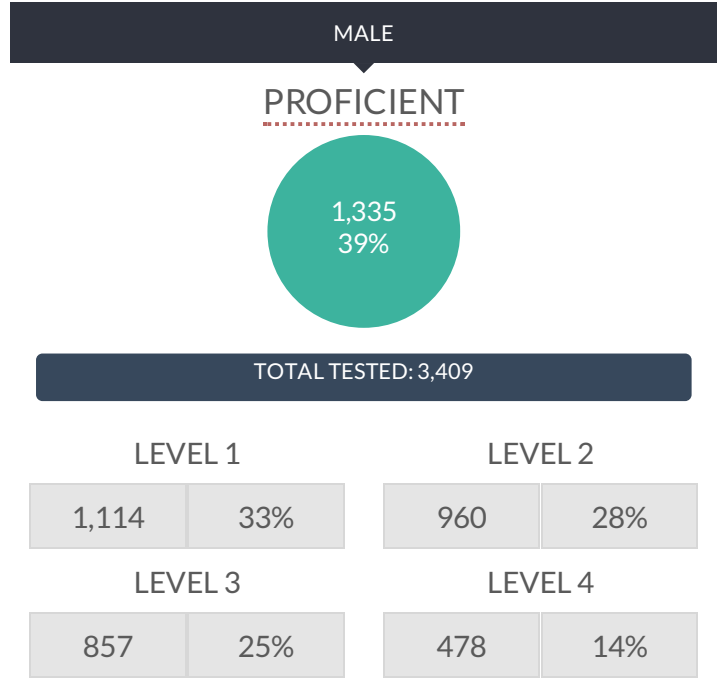 MALE
PROFICIENT
1,335
39%
TOTAL TESTED: 3,409
LEVEL 1
1,114 33%
LEVEL 2
960 28%
LEVEL 3
857 25%
LEVEL 4
478 14%